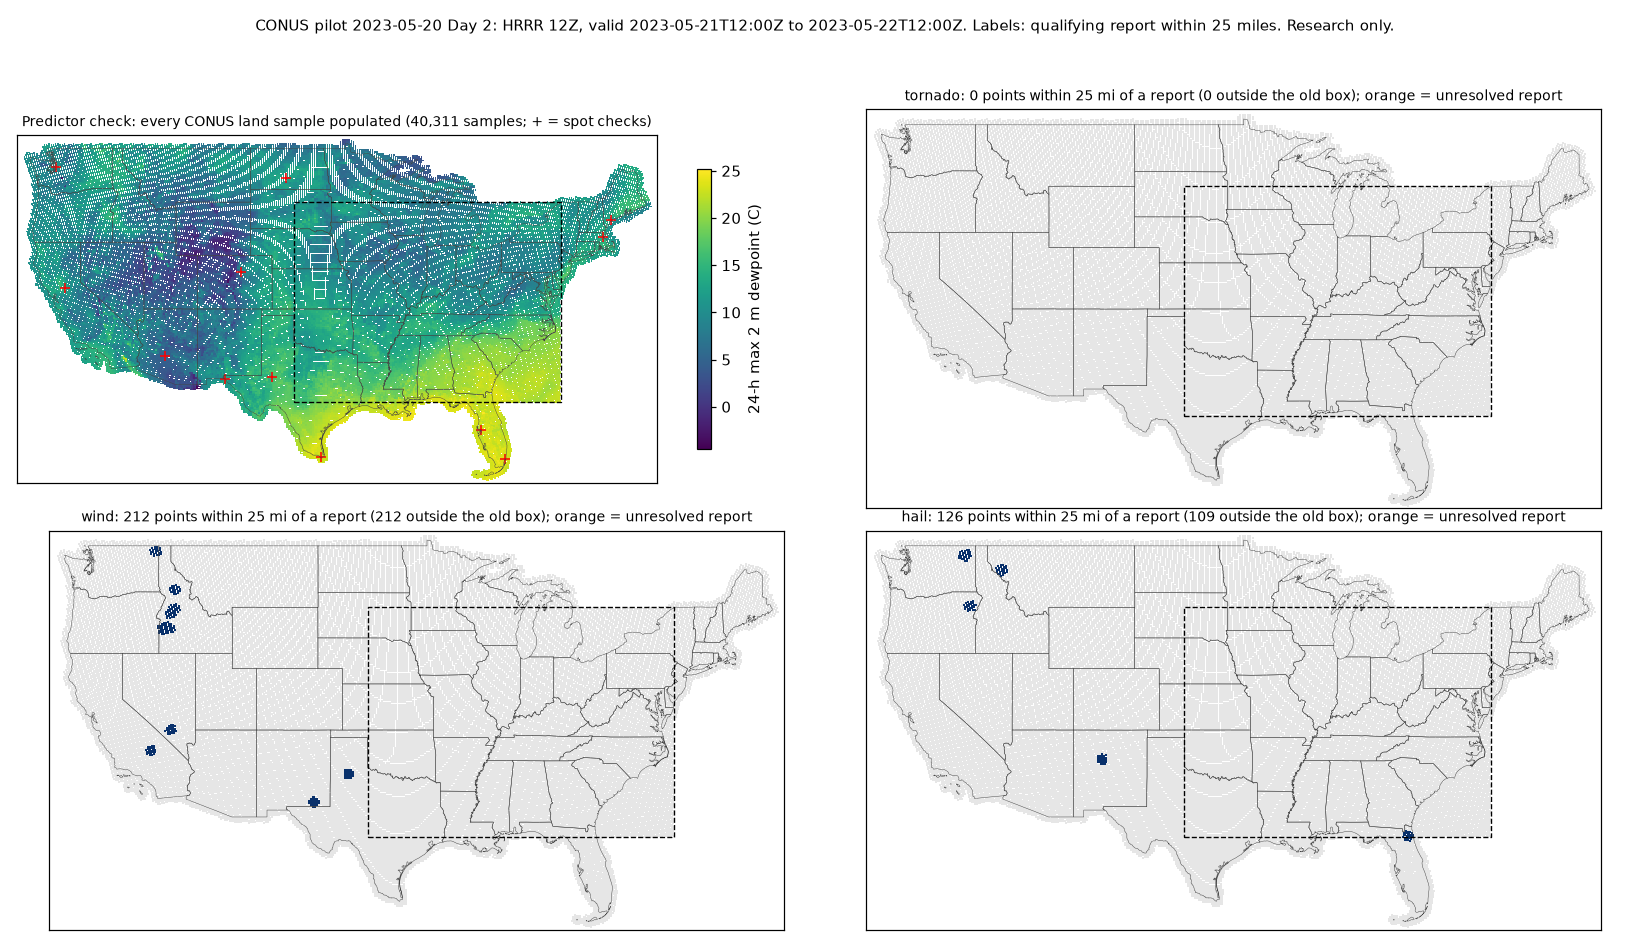 CONUS pilot 2023-05-20 Day 2: HRRR 12Z, valid 2023-05-21T12:00Z to 2023-05-22T12:00Z. Labels: qualifying report within 25 miles. Research only.
Predictor check: every CONUS land sample populated (40,311 samples; + = spot checks)
25
20
15
10
5
0
24-h max 2 m dewpoint (C)
tornado: 0 points within 25 mi of a report (0 outside the old box); orange = unresolved report
wind: 212 points within 25 mi of a report (212 outside the old box); orange = unresolved report
hail: 126 points within 25 mi of a report (109 outside the old box); orange = unresolved report